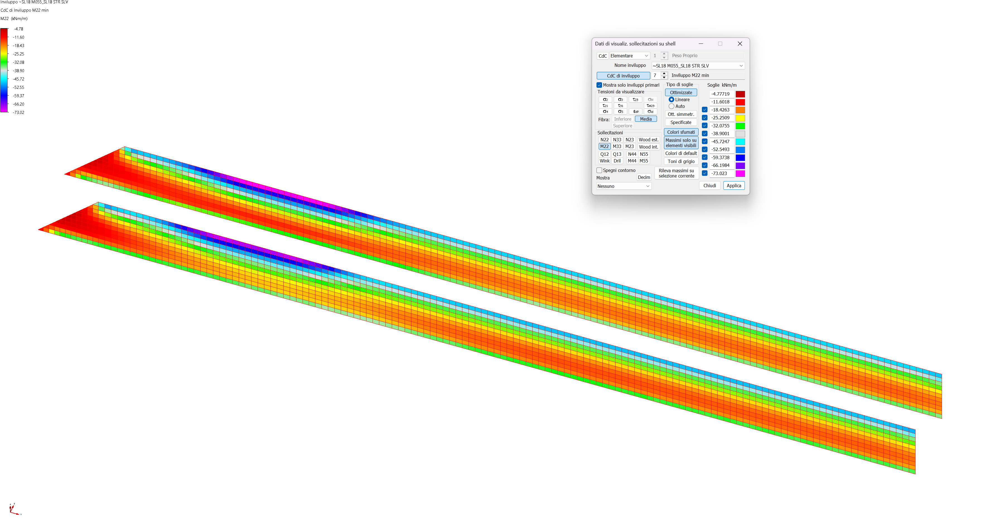 Inviluppo ~SL18 M055_SL18 STR SLV
CdC di Inviluppo M22 min
M22 (kNm/m)
-4.78
-11.60
-18.43
-25.25
-32.08
-38.90
-45.72
-52.55
-59.37
-66.20
-73.02
Dati di visualiz. sollecitazioni su shell
CdC Elementare 1 Peso Proprio
Nome inviluppo ~SL18 M055_SL18 STR SLV
CdC di inviluppo 7 Inviluppo M22 min
Mostra solo inviluppi primari
Tensioni da visualizzare
σ2 σ3 τ23 σM
τ21 τ31 τM23
σ4 σ5 εdp σid
Fibra: Inferiore Media
Superiore
Sollecitazioni
N22 N33 N23 Wood est.
M22 M33 M23 Wood int.
Q12 Q13 N44 N55
Wink Dril M44 M55
Spegni contorno
Mostra Decim
Nessuno
Tipo di soglie
Ottimizzate
Lineare
Auto
Ott. simmetr.
Specificate
Colori sfumati
Massimi solo su
elementi visibili
Colori di default
Toni di grigio
Rileva massimi su
selezione corrente
Soglie kNm/m
-4.77719
-11.6018
-18.4263
-25.2509
-32.0755
-38.9001
-45.7247
-52.5493
-59.3738
-66.1984
-73.023
Chiudi Applica
z
Y
x